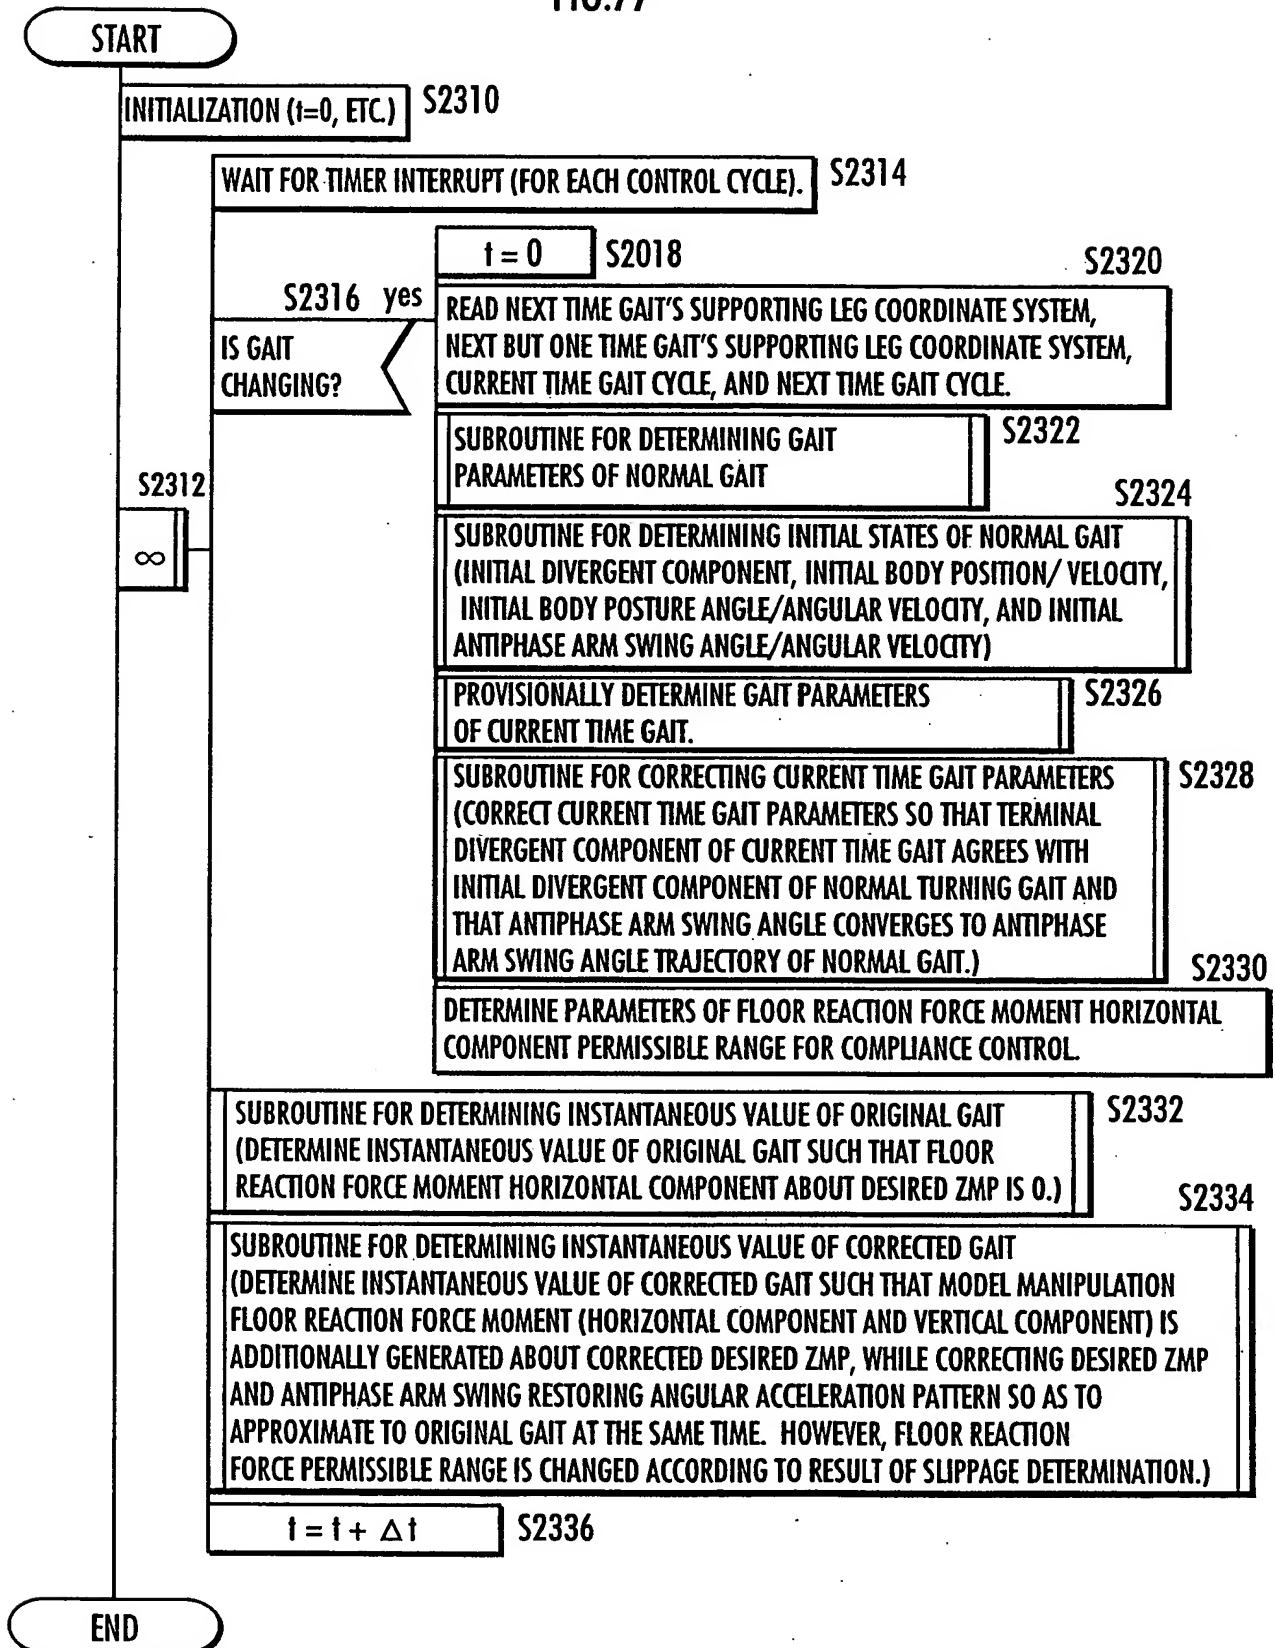 FIG.77
START
INITIALIZATION (t=0, ETC.)
S2310
WAIT FOR TIMER INTERRUPT (FOR EACH CONTROL CYCLE).
S2314
t = 0
S2018
S2320
S2316 yes
IS GAIT
CHANGING?
READ NEXT TIME GAIT'S SUPPORTING LEG COORDINATE SYSTEM,
NEXT BUT ONE TIME GAIT'S SUPPORTING LEG COORDINATE SYSTEM,
CURRENT TIME GAIT CYCLE, AND NEXT TIME GAIT CYCLE.
SUBROUTINE FOR DETERMINING GAIT
PARAMETERS OF NORMAL GAIT
S2322
S2312
∞
S2324
SUBROUTINE FOR DETERMINING INITIAL STATES OF NORMAL GAIT
(INITIAL DIVERGENT COMPONENT, INITIAL BODY POSITION/ VELOCITY,
INITIAL BODY POSTURE ANGLE/ANGULAR VELOCITY, AND INITIAL
ANTIPHASE ARM SWING ANGLE/ANGULAR VELOCITY)
PROVISIONALLY DETERMINE GAIT PARAMETERS
OF CURRENT TIME GAIT.
S2326
SUBROUTINE FOR CORRECTING CURRENT TIME GAIT PARAMETERS
(CORRECT CURRENT TIME GAIT PARAMETERS SO THAT TERMINAL
DIVERGENT COMPONENT OF CURRENT TIME GAIT AGREES WITH
INITIAL DIVERGENT COMPONENT OF NORMAL TURNING GAIT AND
THAT ANTIPHASE ARM SWING ANGLE CONVERGES TO ANTIPHASE
ARM SWING ANGLE TRAJECTORY OF NORMAL GAIT.)
S2328
S2330
DETERMINE PARAMETERS OF FLOOR REACTION FORCE MOMENT HORIZONTAL
COMPONENT PERMISSIBLE RANGE FOR COMPLIANCE CONTROL.
SUBROUTINE FOR DETERMINING INSTANTANEOUS VALUE OF ORIGINAL GAIT
(DETERMINE INSTANTANEOUS VALUE OF ORIGINAL GAIT SUCH THAT FLOOR
REACTION FORCE MOMENT HORIZONTAL COMPONENT ABOUT DESIRED ZMP IS 0.)
S2332
S2334
SUBROUTINE FOR DETERMINING INSTANTANEOUS VALUE OF CORRECTED GAIT
(DETERMINE INSTANTANEOUS VALUE OF CORRECTED GAIT SUCH THAT MODEL MANIPULATION
FLOOR REACTION FORCE MOMENT (HORIZONTAL COMPONENT AND VERTICAL COMPONENT) IS
ADDITIONALLY GENERATED ABOUT CORRECTED DESIRED ZMP, WHILE CORRECTING DESIRED ZMP
AND ANTIPHASE ARM SWING RESTORING ANGULAR ACCELERATION PATTERN SO AS TO
APPROXIMATE TO ORIGINAL GAIT AT THE SAME TIME. HOWEVER, FLOOR REACTION
FORCE PERMISSIBLE RANGE IS CHANGED ACCORDING TO RESULT OF SLIPPAGE DETERMINATION.)
t = t + Δt
S2336
END